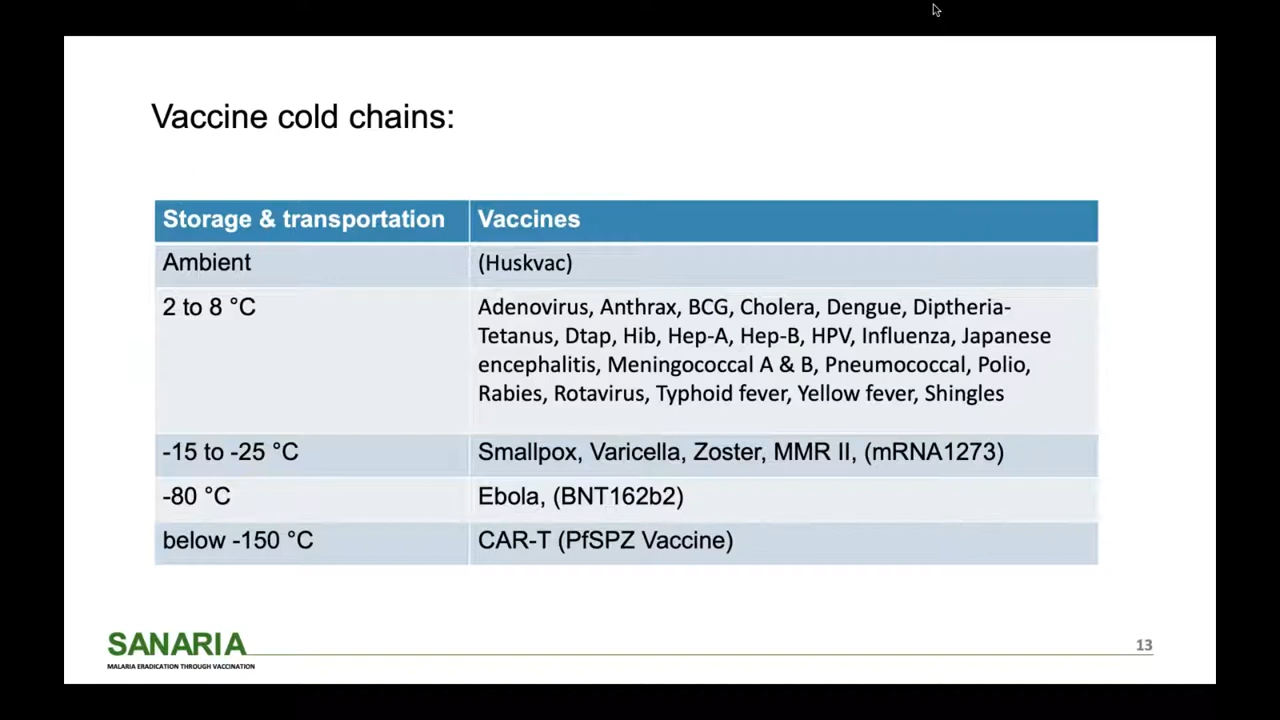 Vaccine cold chains:
Storage & transportation
Vaccines
Ambient
(Huskvac)
2 to 8 °C
Adenovirus, Anthrax, BCG, Cholera, Dengue, Diptheria-
Tetanus, Dtap, Hib, Hep-A, Hep-B, HPV, Influenza, Japanese
encephalitis, Meningococcal A & B, Pneumococcal, Polio,
Rabies, Rotavirus, Typhoid fever, Yellow fever, Shingles
-15 to -25 °C
Smallpox, Varicella, Zoster, MMR II, (mRNA1273)
-80 °C
Ebola, (BNT162b2)
below -150 °C
CAR-T (PfSPZ Vaccine)
SANARIA
MALARIA ERADICATION THROUGH VACCINATION
13